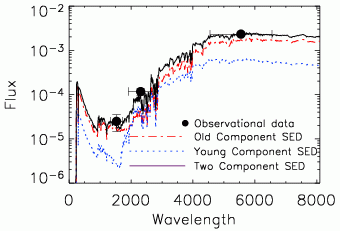 10^-2
10^-3
10^-4
10^-5
10^-6
Flux
Observational data
Old Component SED
Young Component SED
Two Component SED
0 2000 4000 6000 8000
Wavelength